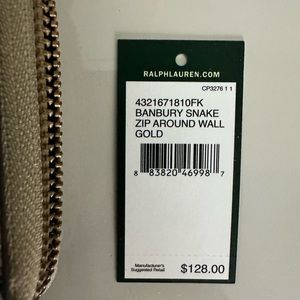 RALPHLAUREN.COM
CP3276 1 1
4321671810FK
BANBURY SNAKE
ZIP AROUND WALL
GOLD
8 83820 46998 7
Manufacturer's
Suggested Retail
$128.00